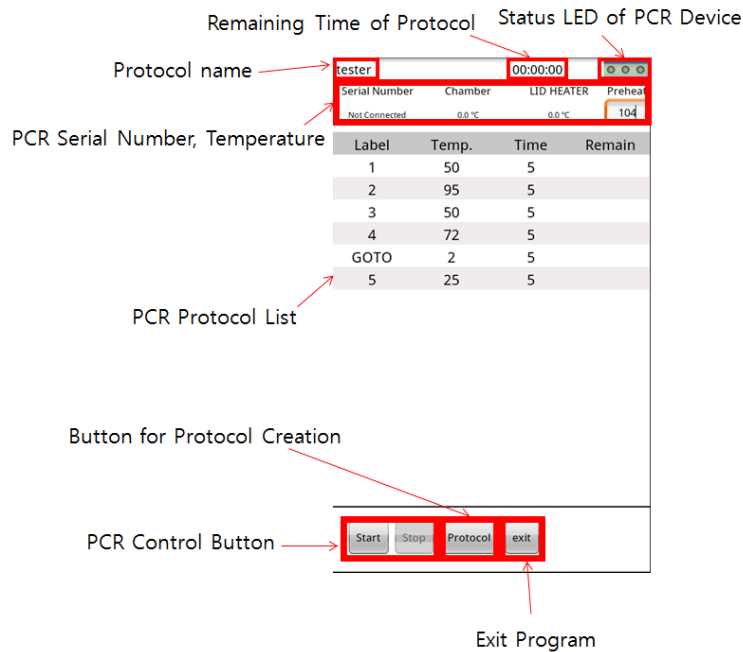 Remaining Time of Protocol Status LED of PCR Device
Protocol name
tester 00:00:00
Serial Number Chamber LID HEATER Preheat
Not Connected 0.0 ℃ 0.0 ℃ 104
PCR Serial Number, Temperature
Label Temp. Time Remain
1 50 5
2 95 5
3 50 5
4 72 5
GOTO 2 5
5 25 5
PCR Protocol List
Button for Protocol Creation
PCR Control Button
Start Stop Protocol exit
Exit Program